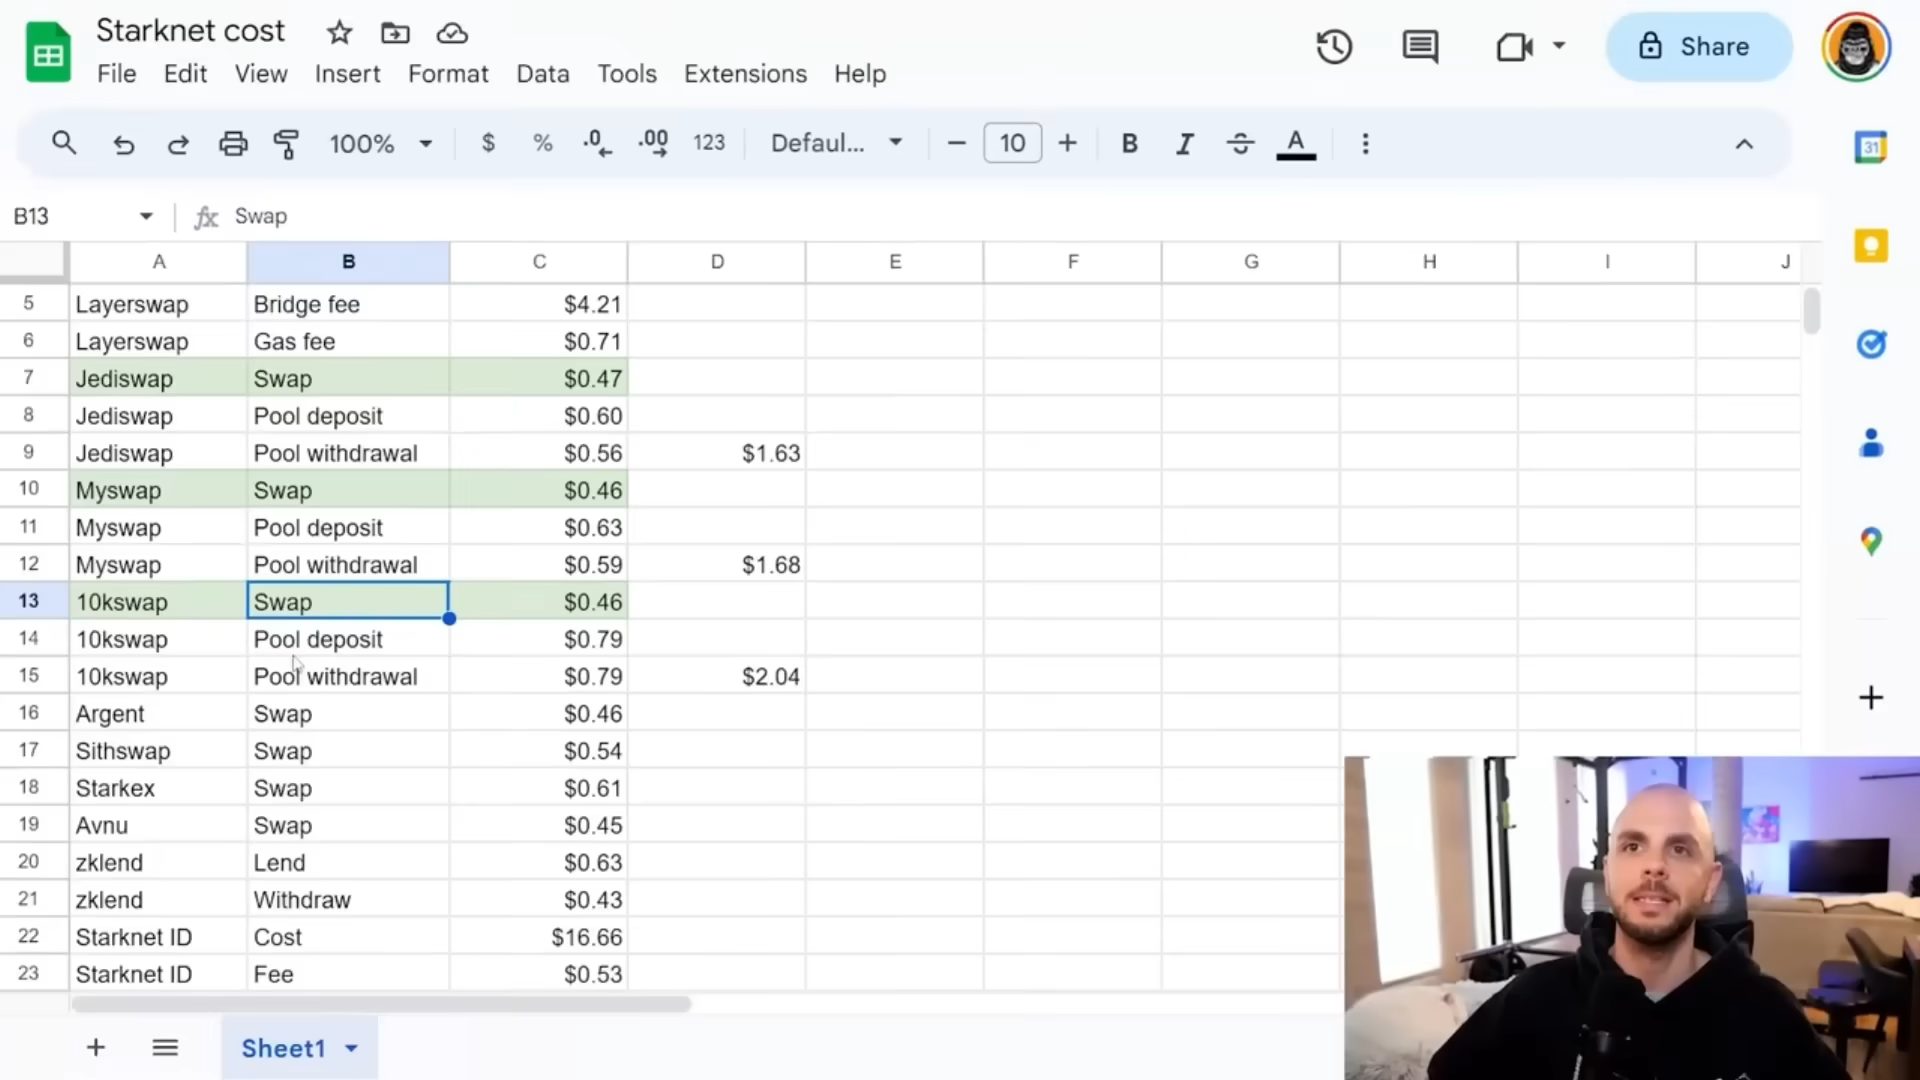 Starknet cost
Share
File Edit View Insert Format Data Tools Extensions Help
100% $ % .0 .00 123 Defaul... 10 B I A
31
B13 fx Swap
A B C D E F G H I J
5 Layerswap Bridge fee $4.21
6 Layerswap Gas fee $0.71
7 Jediswap Swap $0.47
8 Jediswap Pool deposit $0.60
9 Jediswap Pool withdrawal $0.56 $1.63
10 Myswap Swap $0.46
11 Myswap Pool deposit $0.63
12 Myswap Pool withdrawal $0.59 $1.68
13 10kswap Swap $0.46
14 10kswap Pool deposit $0.79
15 10kswap Pool withdrawal $0.79 $2.04
16 Argent Swap $0.46
17 Sithswap Swap $0.54
18 Starkex Swap $0.61
19 Avnu Swap $0.45
20 zklend Lend $0.63
21 zklend Withdraw $0.43
22 Starknet ID Cost $16.66
23 Starknet ID Fee $0.53
Sheet1